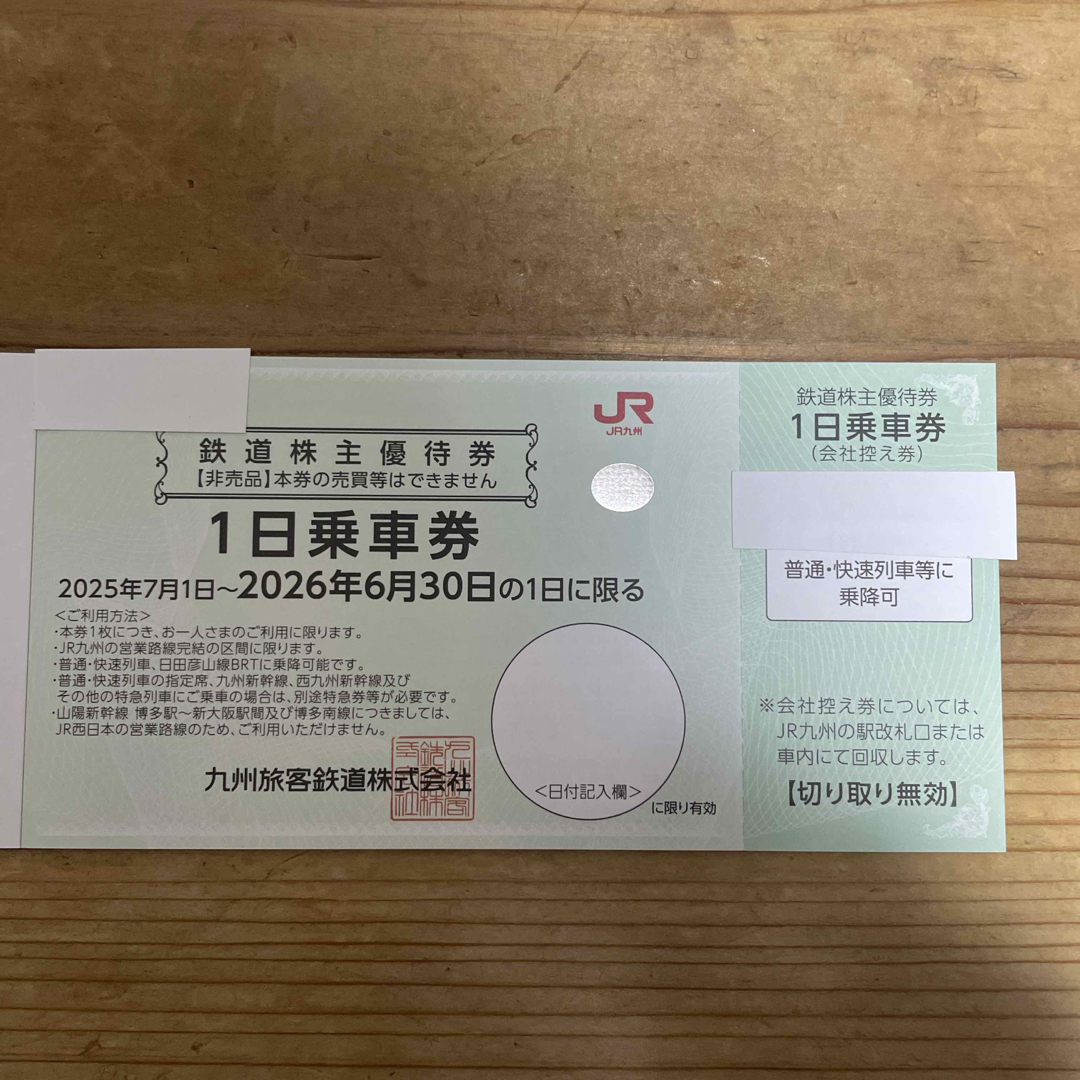 JR
JR九州
鉄道株主優待券
【非売品】本券の売買等はできません
1日乗車券
2025年7月1日〜2026年6月30日の1日に限る
<ご利用方法>
・本券1枚につき、お一人さまのご利用に限ります。
・JR九州の営業路線完結の区間に限ります。
・普通・快速列車、日田彦山線BRTに乗降可能です。
・普通・快速列車の指定席、九州新幹線、西九州新幹線及び
その他の特急列車にご乗車の場合は、別途特急券等が必要です。
・山陽新幹線 博多駅〜新大阪駅間及び博多南線につきましては、
JR西日本の営業路線のため、ご利用いただけません。
九州旅客鉄道株式会社
<日付記入欄>
に限り有効
鉄道株主優待券
1日乗車券
(会社控え券)
普通・快速列車等に
乗降可
※会社控え券については、
JR九州の駅改札口または
車内にて回収します。
【切り取り無効】